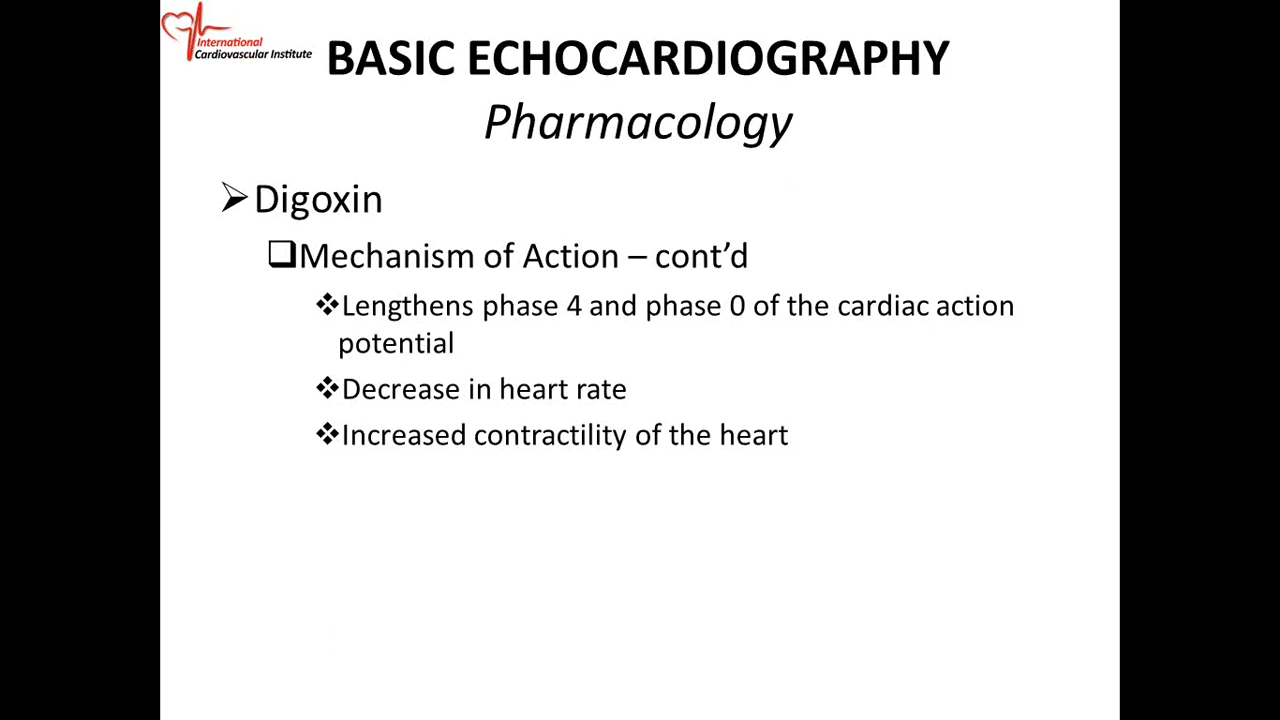 International
Cardiovascular Institute
BASIC ECHOCARDIOGRAPHY
Pharmacology
Digoxin
Mechanism of Action – cont’d
Lengthens phase 4 and phase 0 of the cardiac action
potential
Decrease in heart rate
Increased contractility of the heart